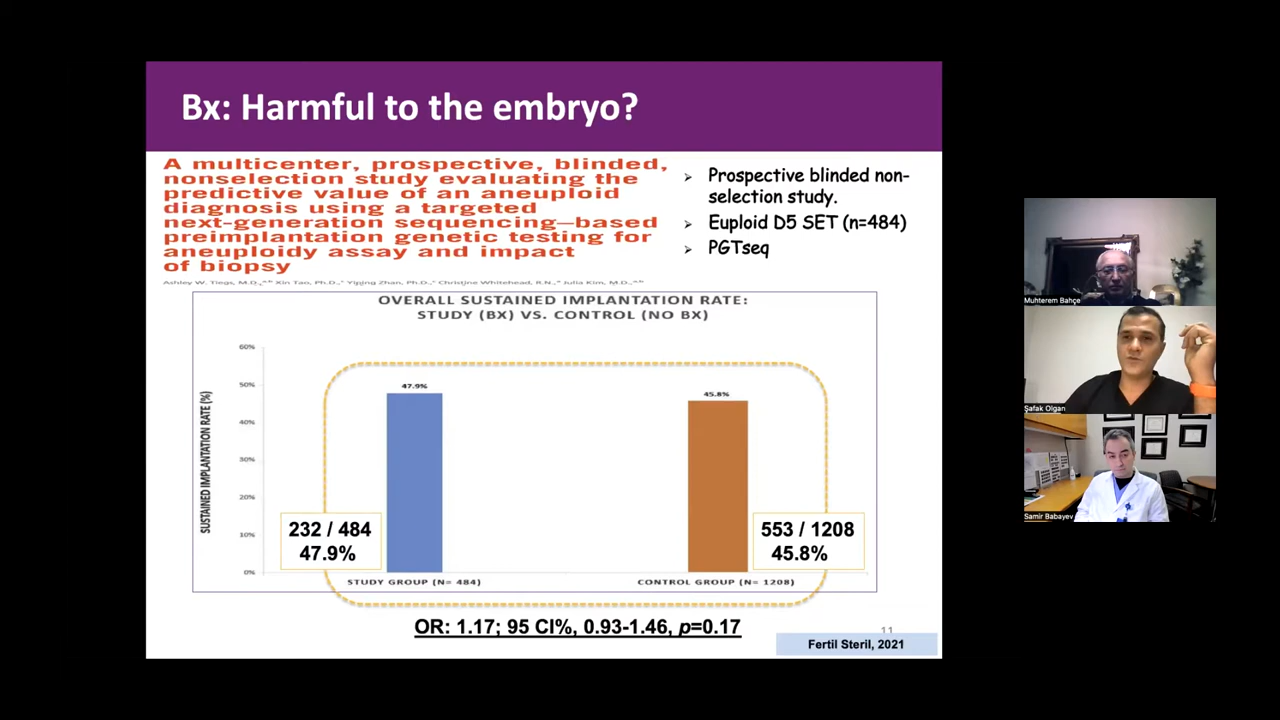 Bx: Harmful to the embryo?
A multicenter, prospective, blinded,
nonselection study evaluating the
predictive value of an aneuploid
diagnosis using a targeted
next-generation sequencing—based
preimplantation genetic testing for
aneuploidy assay and impact
of biopsy
Ashley W. Tiegs, M.D., Xin Tao, Ph.D., Yiping Zhan, Ph.D., Christine Whitehead, R.N., Julia Kim, M.D.,
➢ Prospective blinded non-
selection study.
➢ Euploid D5 SET (n=484)
➢ PGTseq
OVERALL SUSTAINED IMPLANTATION RATE:
STUDY (BX) VS. CONTROL (NO BX)
SUSTAINED IMPLANTATION RATE (%)
60%
50%
40%
30%
20%
10%
0%
47.9%
45.8%
232 / 484
47.9%
553 / 1208
45.8%
STUDY GROUP (N= 484)
CONTROL GROUP (N= 1208)
OR: 1.17; 95 CI%, 0.93-1.46, p=0.17
11
Fertil Steril, 2021
Muhterem Bahçe
Şafak Olgan
Samir Babayev